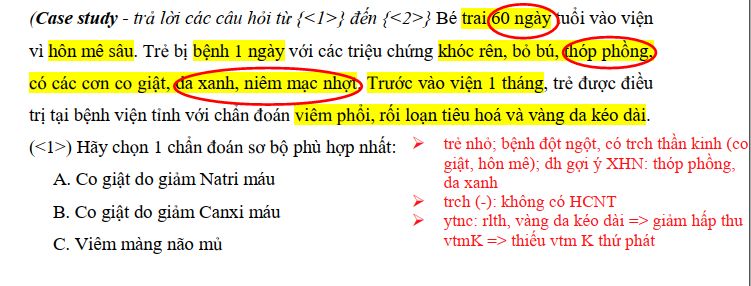 (Case study - trả lời các câu hỏi từ {<1>} đến {<2>}) Bé trai 60 ngày tuổi vào viện
vì hôn mê sâu. Trẻ bị bệnh 1 ngày với các triệu chứng khóc rên, bỏ bú, thóp phồng,
có các cơn co giật, da xanh, niêm mạc nhợt. Trước vào viện 1 tháng, trẻ được điều
trị tại bệnh viện tỉnh với chẩn đoán viêm phổi, rối loạn tiêu hoá và vàng da kéo dài.
(<1>) Hãy chọn 1 chẩn đoán sơ bộ phù hợp nhất:
A. Co giật do giảm Natri máu
B. Co giật do giảm Canxi máu
C. Viêm màng não mủ
➢ trẻ nhỏ; bệnh đột ngột, có trch thần kinh (co
giật, hôn mê); dh gợi ý XHN: thóp phồng,
da xanh
➢ trch (-): không có HCNT
➢ ytnc: rlth, vàng da kéo dài => giảm hấp thu
vtmK => thiếu vtm K thứ phát